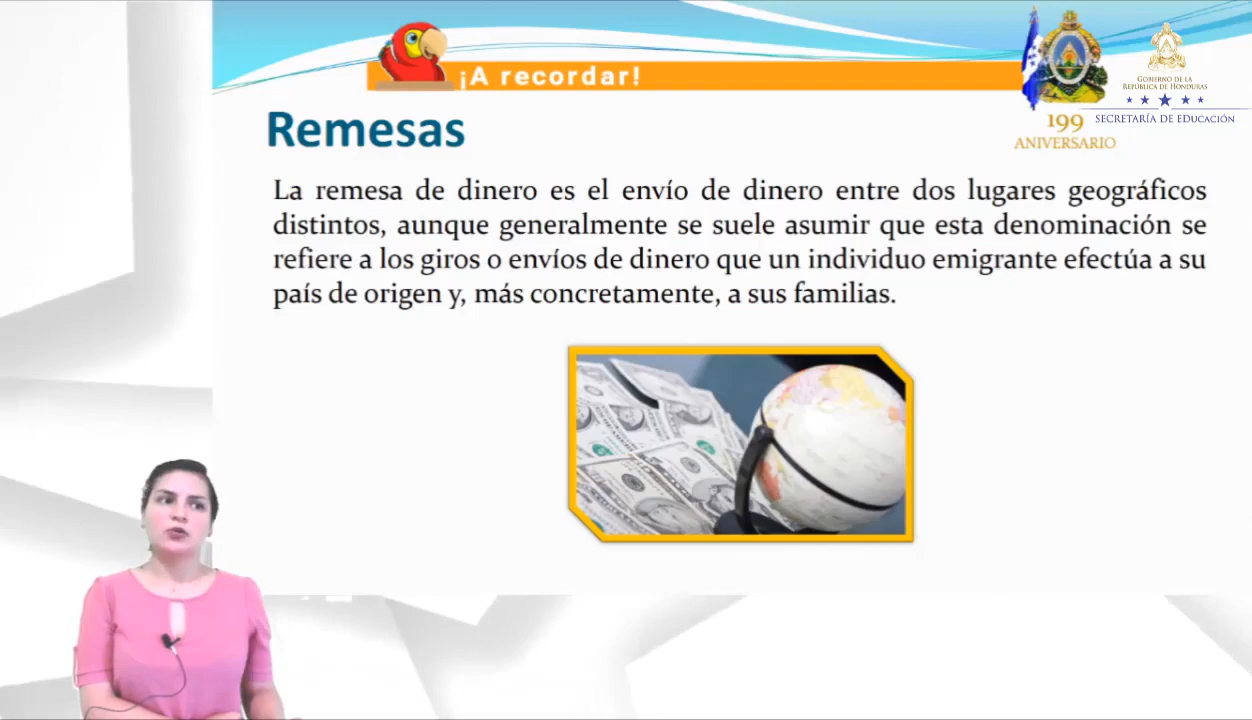 ¡A recordar!
GOBIERNO DE LA
REPÚBLICA DE HONDURAS
SECRETARÍA DE EDUCACIÓN
199
ANIVERSARIO
Remesas
La remesa de dinero es el envío de dinero entre dos lugares geográficos
distintos, aunque generalmente se suele asumir que esta denominación se
refiere a los giros o envíos de dinero que un individuo emigrante efectúa a su
país de origen y, más concretamente, a sus familias.